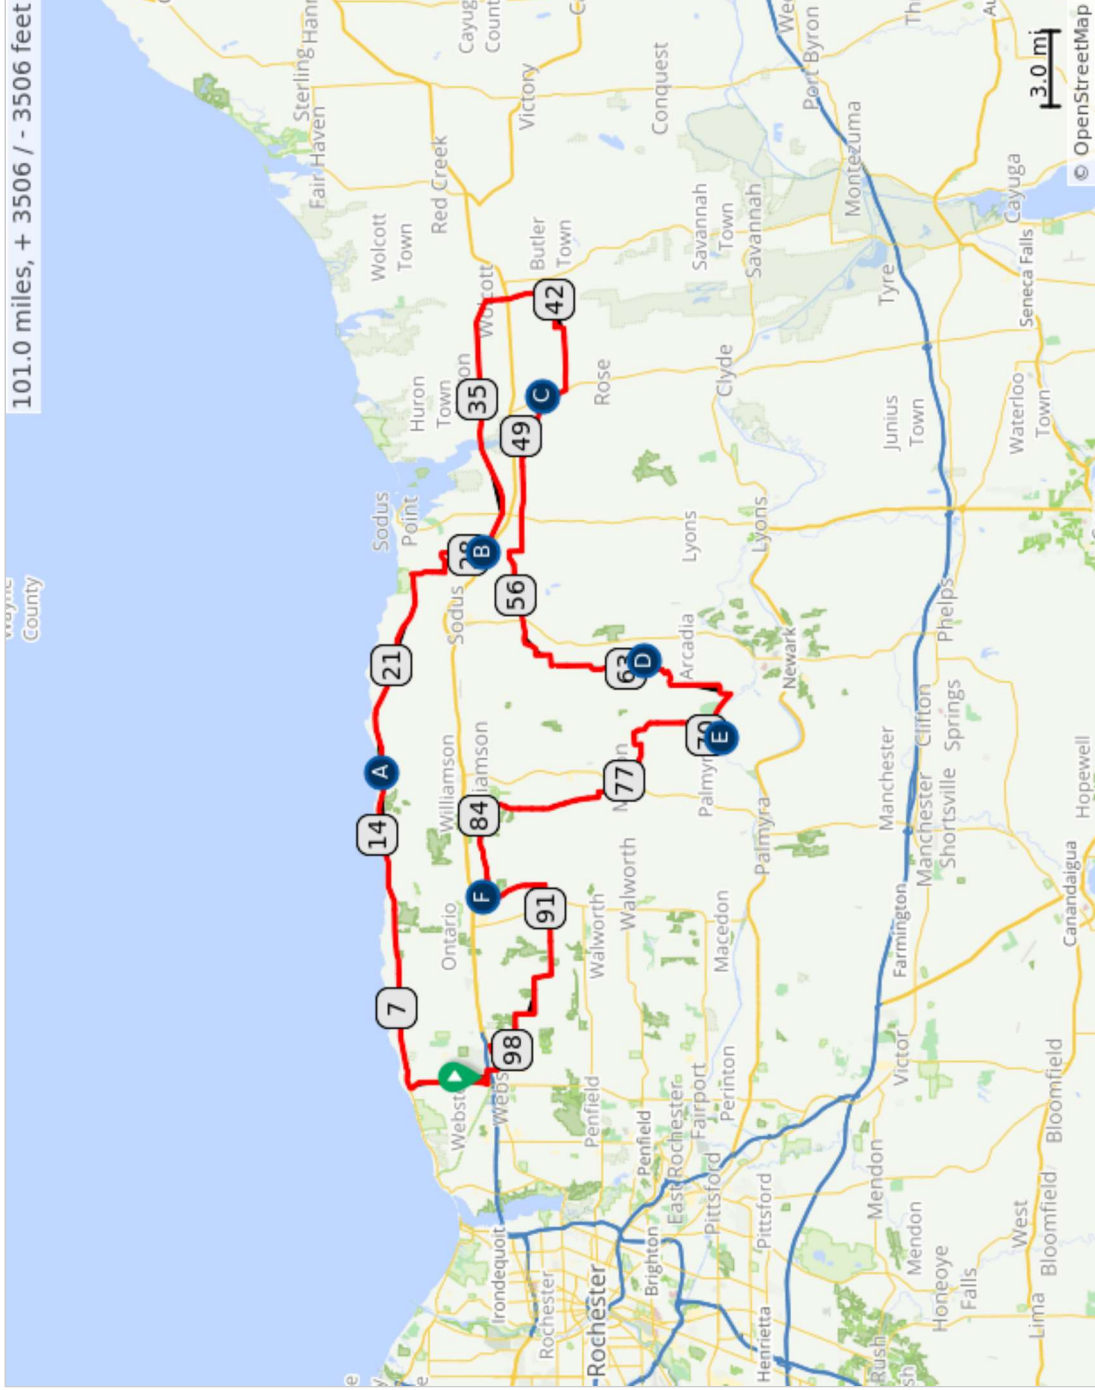 101.0 miles, + 3506 / - 3506 feet
County
Sterling
Fair Haven
Cayuga
Victory
Conquest
Port Byron
Wolcott
Town
Red Creek
Butler
Town
Savannah
Town
Savannah
Montezuma
Tyre
Cayuga
Seneca Falls
Wolcott
Huron
Town
Rose
Clyde
Junius
Town
Waterloo
Town
Sodus
Point
Sodus
Lyons
Lyons
Phelps
Arcadia
Newark
Clifton
Springs
Manchester
Manchester
Shortsville
Hopewell
Williamson
Palmyra
Farmington
Canandaigua
Ontario
Walworth
Walworth
Macedon
Victor
Penfield
Penfield
East Rochester
Fairport
Perinton
Pittsford
Pittsford
Mendon
Mendon
Bloomfield
West
Bloomfield
Honeoye
Falls
Lima
Rush
Irondequoit
Rochester
Rochester
Brighton
Henrietta
7
14
A
21
B
35
42
C
49
56
63
D
E
77
84
F
91
98
3.0 mi
© OpenStreetMap